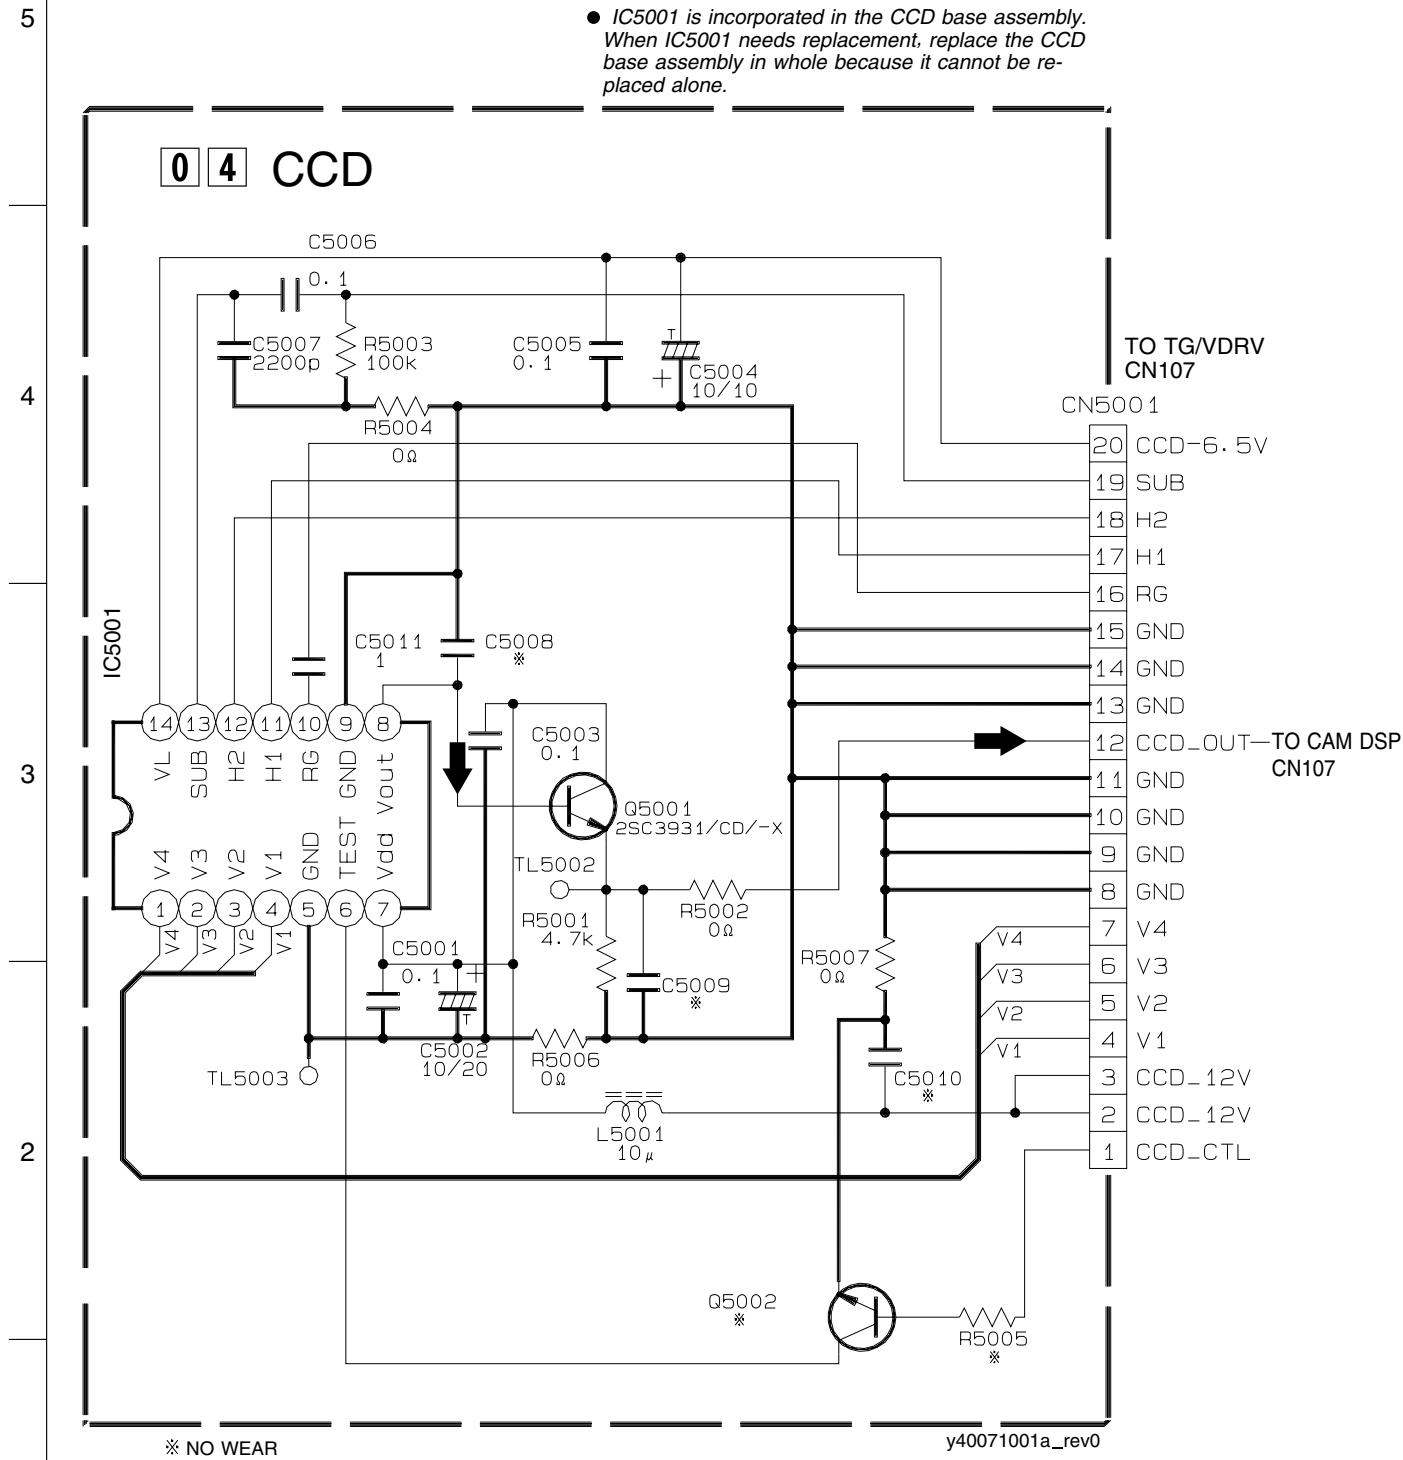 5
● IC5001 is incorporated in the CCD base assembly.
When IC5001 needs replacement, replace the CCD
base assembly in whole because it cannot be re-
placed alone.
0 4 CCD
C5006
0.1
C5007
2200p
R5003
100k
C5005
0.1
T
+
C5004
10/10
R5004
0Ω
TO TG/VDRV
CN107
CN5001
4
20 CCD-6.5V
19 SUB
18 H2
17 H1
16 RG
15 GND
14 GND
13 GND
12 CCD_OUT TO CAM DSP
CN107
11 GND
10 GND
9 GND
8 GND
7 V4
6 V3
5 V2
4 V1
3 CCD_12V
2 CCD_12V
1 CCD_CTL
IC5001
C5011
1
C5008
※
14 13 12 11 10 9 8
VL SUB H2 H1 RG GND Vout
3
V4 V3 V2 V1 GND TEST Vdd
1 2 3 4 5 6 7
V4 V3 V2 V1
C5003
0.1
Q5001
2SC3931/CD/-X
TL5002
R5001
4.7k
R5002
0Ω
C5001
0.1
+
T
C5002
10/20
C5009
※
R5006
0Ω
R5007
0Ω
V4
V3
V2
V1
TL5003
C5010
※
L5001
10μ
2
Q5002
※
R5005
※
※ NO WEAR
y40071001a_rev0